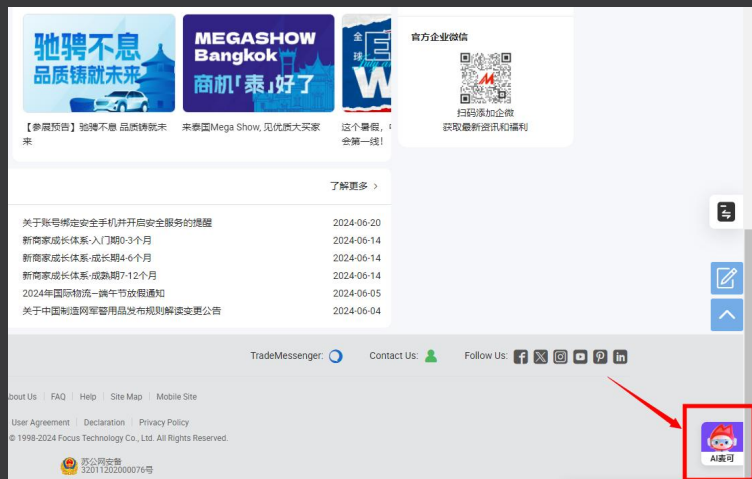 驰骋不息
品质铸就未来
MEGASHOW
Bangkok
商机「泰」好了
全
球
【参展预告】驰骋不息 品质铸就未
来
来泰国Mega Show, 见优质大买家
这个暑假，
会第一线！
官方企业微信
扫码添加企微
获取最新资讯和福利
了解更多 >
关于账号绑定安全手机并开启安全服务的提醒 2024-06-20
新商家成长体系-入门期0-3个月 2024-06-14
新商家成长体系-成长期4-6个月 2024-06-14
新商家成长体系-成熟期7-12个月 2024-06-14
2024年国际物流—端午节放假通知 2024-06-05
关于中国制造网军警用品发布规则解读变更公告 2024-06-04
TradeMessenger: Contact Us: Follow Us:
About Us | FAQ | Help | Site Map | Mobile Site
User Agreement | Declaration | Privacy Policy
© 1998-2024 Focus Technology Co., Ltd. All Rights Reserved.
苏公网安备
32011202000076号
AI麦可